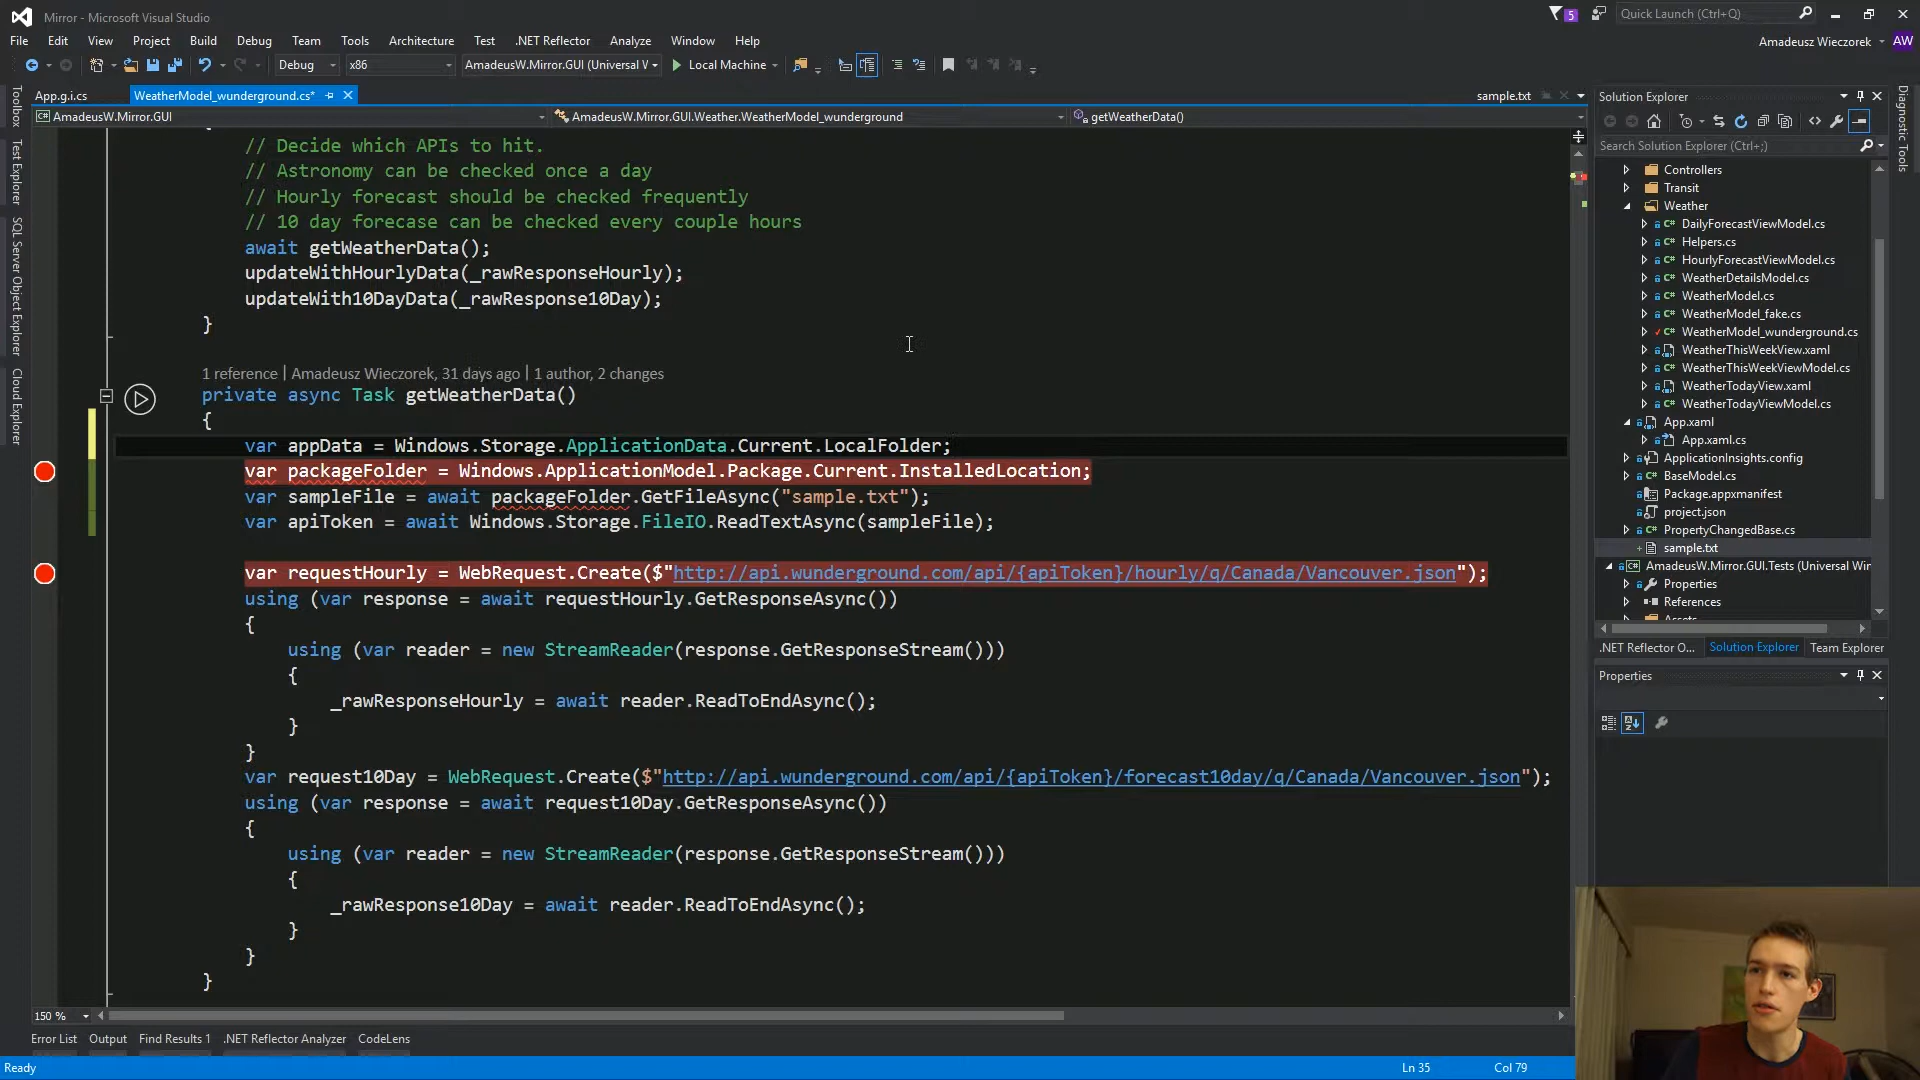 Mirror - Microsoft Visual Studio
5
Quick Launch (Ctrl+Q)
File Edit View Project Build Debug Team Tools Architecture Test .NET Reflector Analyze Window Help
Amadeusz Wieczorek AW
Debug x86 AmadeusW.Mirror.GUI (Universal V Local Machine
App.g.i.cs WeatherModel_wunderground.cs* sample.txt
AmadeusW.Mirror.GUI AmadeusW.Mirror.GUI.Weather.WeatherModel_wunderground getWeatherData()
Toolbox
Test Explorer
SQL Server Object Explorer
Cloud Explorer
{
// Decide which APIs to hit.
// Astronomy can be checked once a day
// Hourly forecast should be checked frequently
// 10 day forecase can be checked every couple hours
await getWeatherData();
updateWithHourlyData(_rawResponseHourly);
updateWith10DayData(_rawResponse10Day);
}
1 reference | Amadeusz Wieczorek, 31 days ago | 1 author, 2 changes
private async Task getWeatherData()
{
var appData = Windows.Storage.ApplicationData.Current.LocalFolder;
var packageFolder = Windows.ApplicationModel.Package.Current.InstalledLocation;
var sampleFile = await packageFolder.GetFileAsync("sample.txt");
var apiToken = await Windows.Storage.FileIO.ReadTextAsync(sampleFile);
var requestHourly = WebRequest.Create($"http://api.wunderground.com/api/{apiToken}/hourly/q/Canada/Vancouver.json");
using (var response = await requestHourly.GetResponseAsync())
{
using (var reader = new StreamReader(response.GetResponseStream()))
{
_rawResponseHourly = await reader.ReadToEndAsync();
}
}
var request10Day = WebRequest.Create($"http://api.wunderground.com/api/{apiToken}/forecast10day/q/Canada/Vancouver.json");
using (var response = await request10Day.GetResponseAsync())
{
using (var reader = new StreamReader(response.GetResponseStream()))
{
_rawResponse10Day = await reader.ReadToEndAsync();
}
}
}
150 %
Error List Output Find Results 1 .NET Reflector Analyzer CodeLens
Ready Ln 35 Col 79
Solution Explorer
Search Solution Explorer (Ctrl+;)
Controllers
Transit
Weather
C# DailyForecastViewModel.cs
C# Helpers.cs
C# HourlyForecastViewModel.cs
C# WeatherDetailsModel.cs
C# WeatherModel.cs
C# WeatherModel_fake.cs
C# WeatherModel_wunderground.cs
WeatherThisWeekView.xaml
C# WeatherThisWeekViewModel.cs
WeatherTodayView.xaml
C# WeatherTodayViewModel.cs
App.xaml
App.xaml.cs
ApplicationInsights.config
C# BaseModel.cs
Package.appxmanifest
project.json
C# PropertyChangedBase.cs
sample.txt
AmadeusW.Mirror.GUI.Tests (Universal Wir
Properties
References
.NET Reflector O... Solution Explorer Team Explorer
Properties
Diagnostic Tools